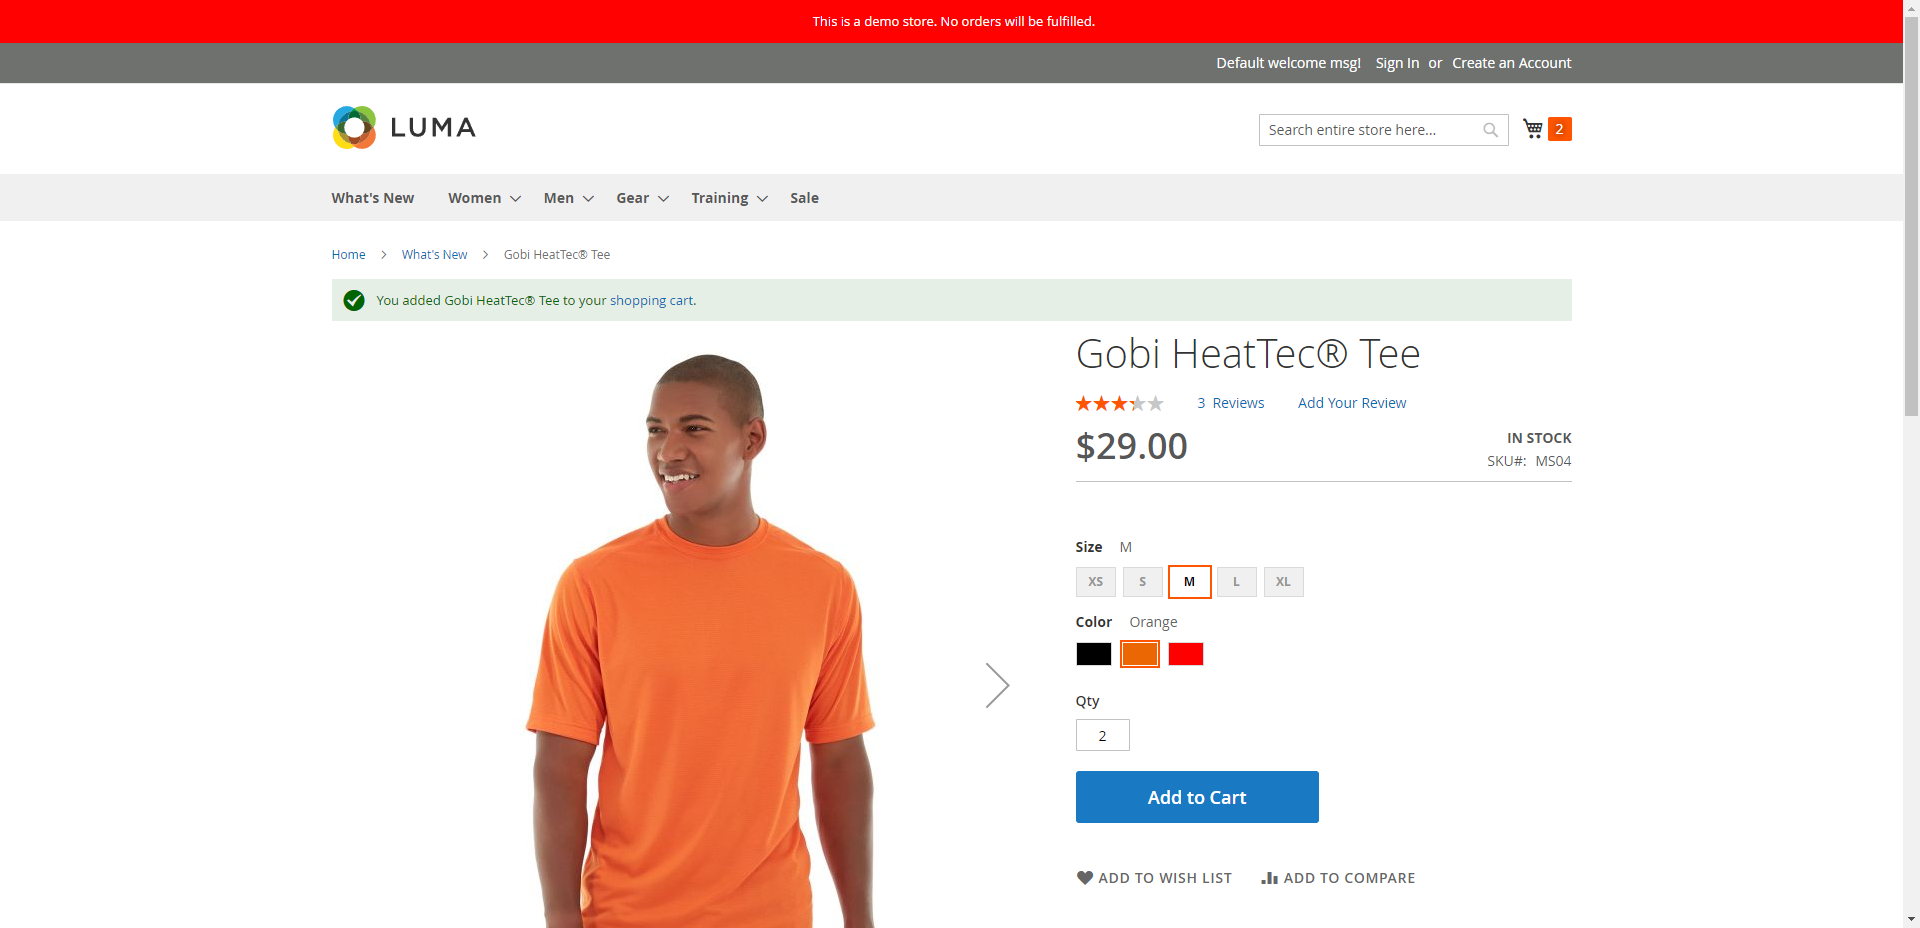 This is a demo store. No orders will be fulfilled.
Default welcome msg! Sign In or Create an Account
LUMA
Search entire store here...
2
What's New Women Men Gear Training Sale
Home What's New Gobi HeatTec® Tee
You added Gobi HeatTec® Tee to your shopping cart.
Gobi HeatTec® Tee
3 Reviews Add Your Review
$29.00
IN STOCK
SKU#: MS04
Size M
XS S M L XL
Color Orange
Qty
2
Add to Cart
ADD TO WISH LIST ADD TO COMPARE